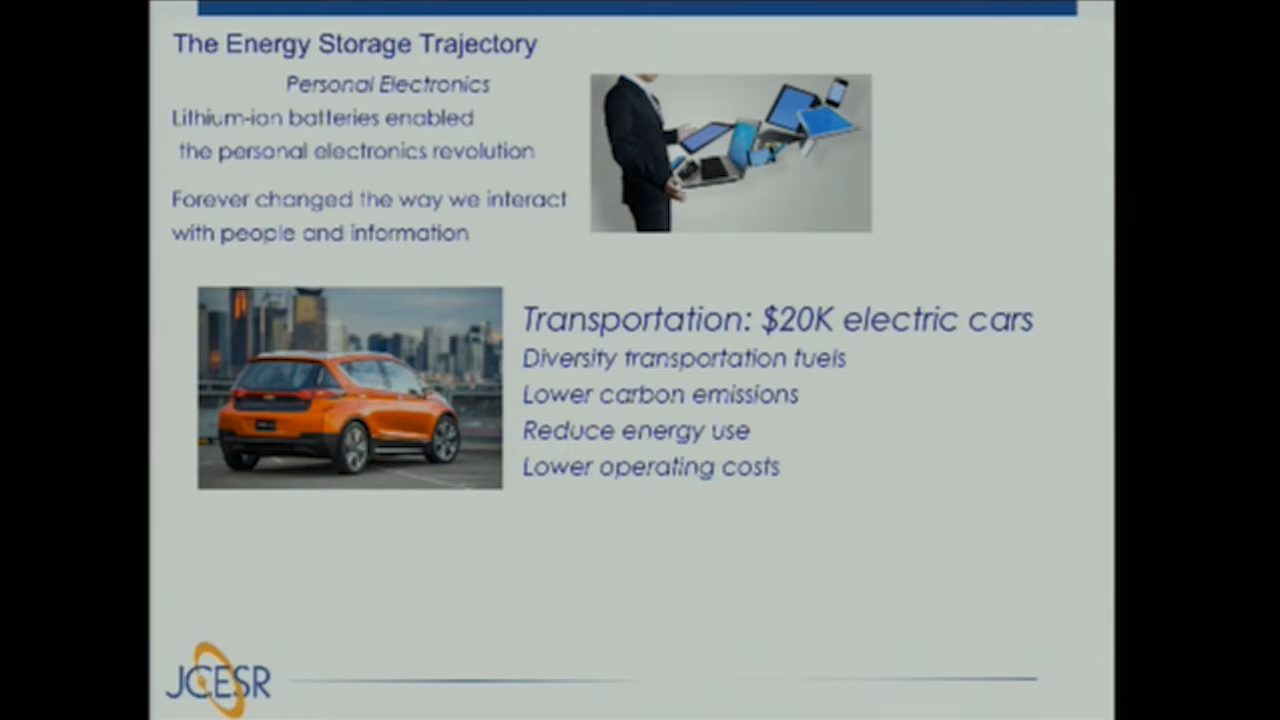 The Energy Storage Trajectory
Personal Electronics
Lithium-ion batteries enabled
the personal electronics revolution
Forever changed the way we interact
with people and information
Transportation: $20K electric cars
Diversity transportation fuels
Lower carbon emissions
Reduce energy use
Lower operating costs
JCESR